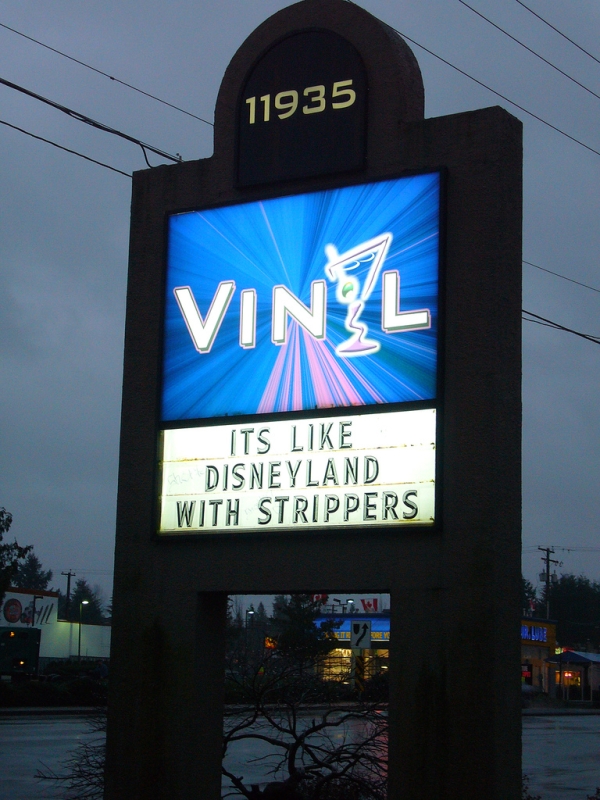 11935
VINYL
ITS LIKE
DISNEYLAND
WITH STRIPPERS